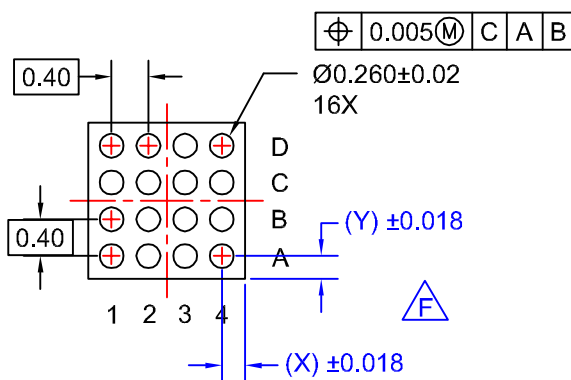 ⌖ 0.005Ⓜ C A B
0.40
Ø0.260±0.02
16X
D
C
B
A
0.40
(Y) ±0.018
F
1 2 3 4
(X) ±0.018